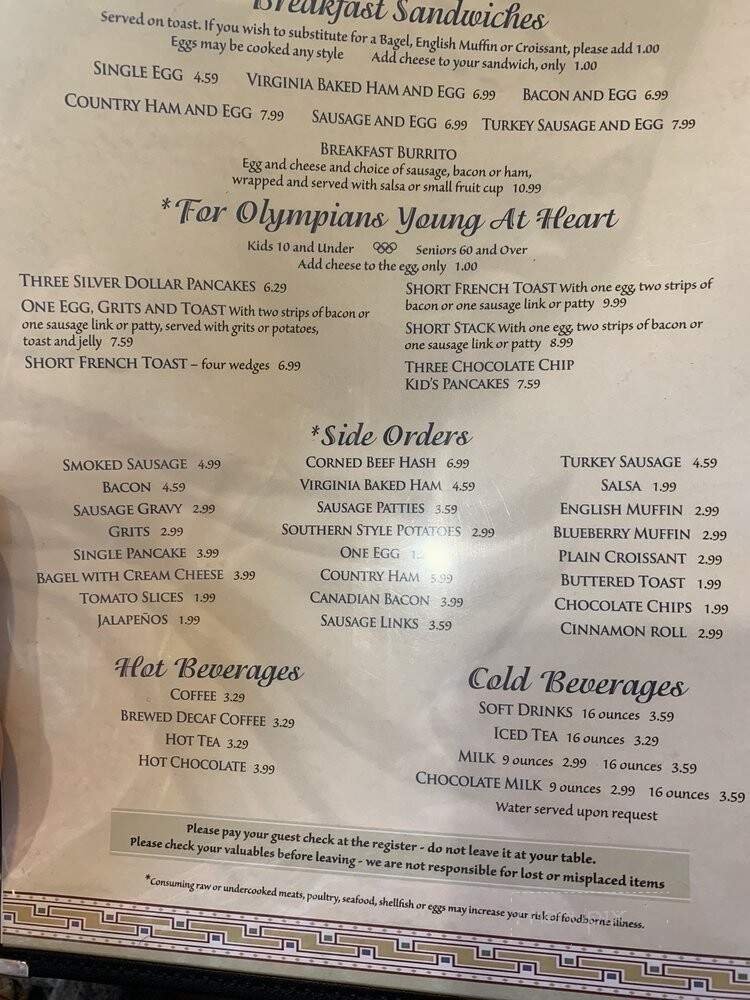 Breakfast Sandwiches
Served on toast. If you wish to substitute for a Bagel, English Muffin or Croissant, please add 1.00
Eggs may be cooked any style Add cheese to your sandwich, only 1.00
SINGLE EGG 4.59 VIRGINIA BAKED HAM AND EGG 6.99 BACON AND EGG 6.99
COUNTRY HAM AND EGG 7.99 SAUSAGE AND EGG 6.99 TURKEY SAUSAGE AND EGG 7.99
BREAKFAST BURRITO
Egg and cheese and choice of sausage, bacon or ham,
wrapped and served with salsa or small fruit cup 10.99
*For Olympians Young At Heart
Kids 10 and Under Seniors 60 and Over
Add cheese to the egg, only 1.00
THREE SILVER DOLLAR PANCAKES 6.29
ONE EGG, GRITS AND TOAST With two strips of bacon or
one sausage link or patty, served with grits or potatoes,
toast and jelly 7.59
SHORT FRENCH TOAST – four wedges 6.99
SHORT FRENCH TOAST With one egg, two strips of
bacon or one sausage link or patty 9.99
SHORT STACK With one egg, two strips of bacon or
one sausage link or patty 8.99
THREE CHOCOLATE CHIP
KID'S PANCAKES 7.59
*Side Orders
SMOKED SAUSAGE 4.99
BACON 4.59
SAUSAGE GRAVY 2.99
GRITS 2.99
SINGLE PANCAKE 3.99
BAGEL WITH CREAM CHEESE 3.99
TOMATO SLICES 1.99
JALAPEÑOS 1.99
CORNED BEEF HASH 6.99
VIRGINIA BAKED HAM 4.59
SAUSAGE PATTIES 3.59
SOUTHERN STYLE POTATOES 2.99
ONE EGG
COUNTRY HAM 5.99
CANADIAN BACON 3.99
SAUSAGE LINKS 3.59
TURKEY SAUSAGE 4.59
SALSA 1.99
ENGLISH MUFFIN 2.99
BLUEBERRY MUFFIN 2.99
PLAIN CROISSANT 2.99
BUTTERED TOAST 1.99
CHOCOLATE CHIPS 1.99
CINNAMON ROLL 2.99
Hot Beverages
COFFEE 3.29
BREWED DECAF COFFEE 3.29
HOT TEA 3.29
HOT CHOCOLATE 3.99
Cold Beverages
SOFT DRINKS 16 ounces 3.59
ICED TEA 16 ounces 3.29
MILK 9 ounces 2.99 16 ounces 3.59
CHOCOLATE MILK 9 ounces 2.99 16 ounces 3.59
Water served upon request
Please pay your guest check at the register - do not leave it at your table.
Please check your valuables before leaving - we are not responsible for lost or misplaced items
*Consuming raw or undercooked meats, poultry, seafood, shellfish or eggs may increase your risk of foodborne illness.